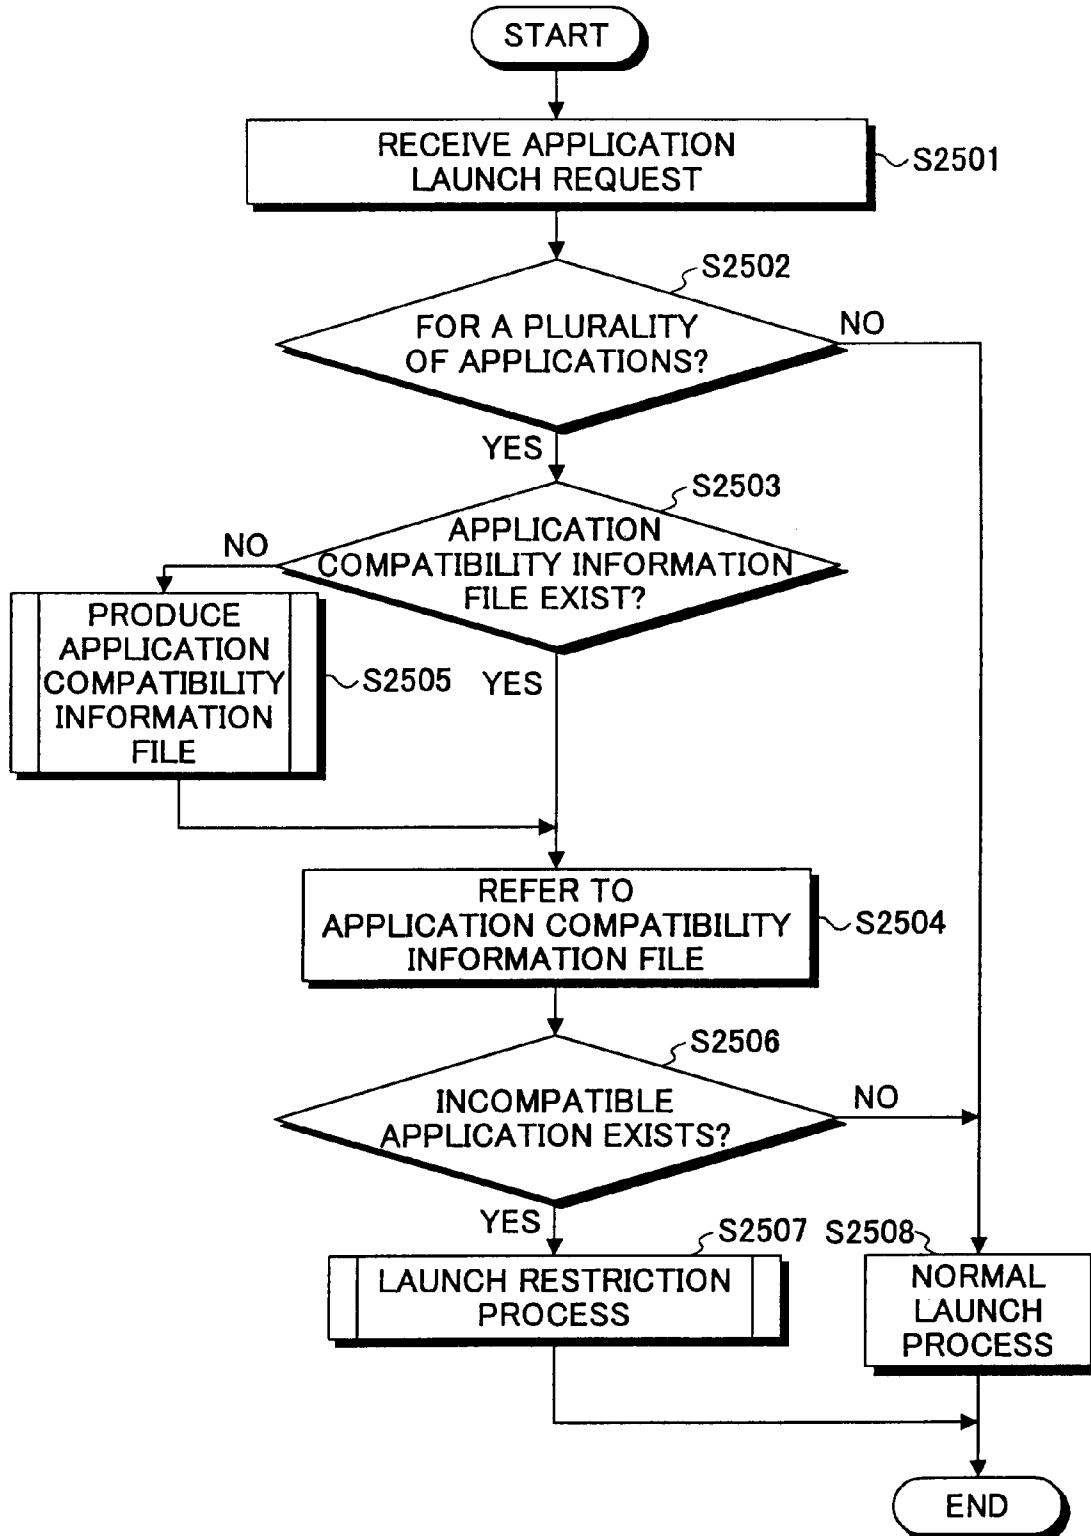 START
RECEIVE APPLICATION
LAUNCH REQUEST
S2501
S2502
FOR A PLURALITY
OF APPLICATIONS?
NO
YES
S2503
APPLICATION
COMPATIBILITY INFORMATION
FILE EXIST?
NO
YES
PRODUCE
APPLICATION
COMPATIBILITY
INFORMATION
FILE
S2505
REFER TO
APPLICATION COMPATIBILITY
INFORMATION FILE
S2504
S2506
INCOMPATIBLE
APPLICATION EXISTS?
NO
YES
S2507
LAUNCH RESTRICTION
PROCESS
S2508
NORMAL
LAUNCH
PROCESS
END